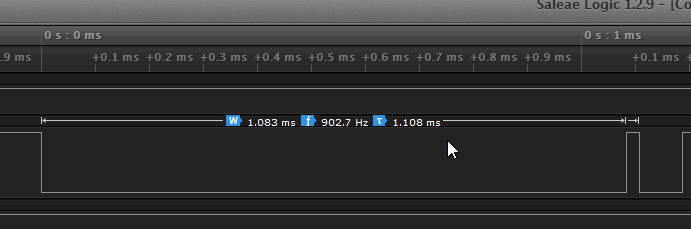 Saleae Logic 1.2.9 - [Co
0 s : 0 ms 0 s : 1 ms
.9 ms +0.1 ms +0.2 ms +0.3 ms +0.4 ms +0.5 ms +0.6 ms +0.7 ms +0.8 ms +0.9 ms +0.1 ms
W 1.083 ms f 902.7 Hz τ 1.108 ms